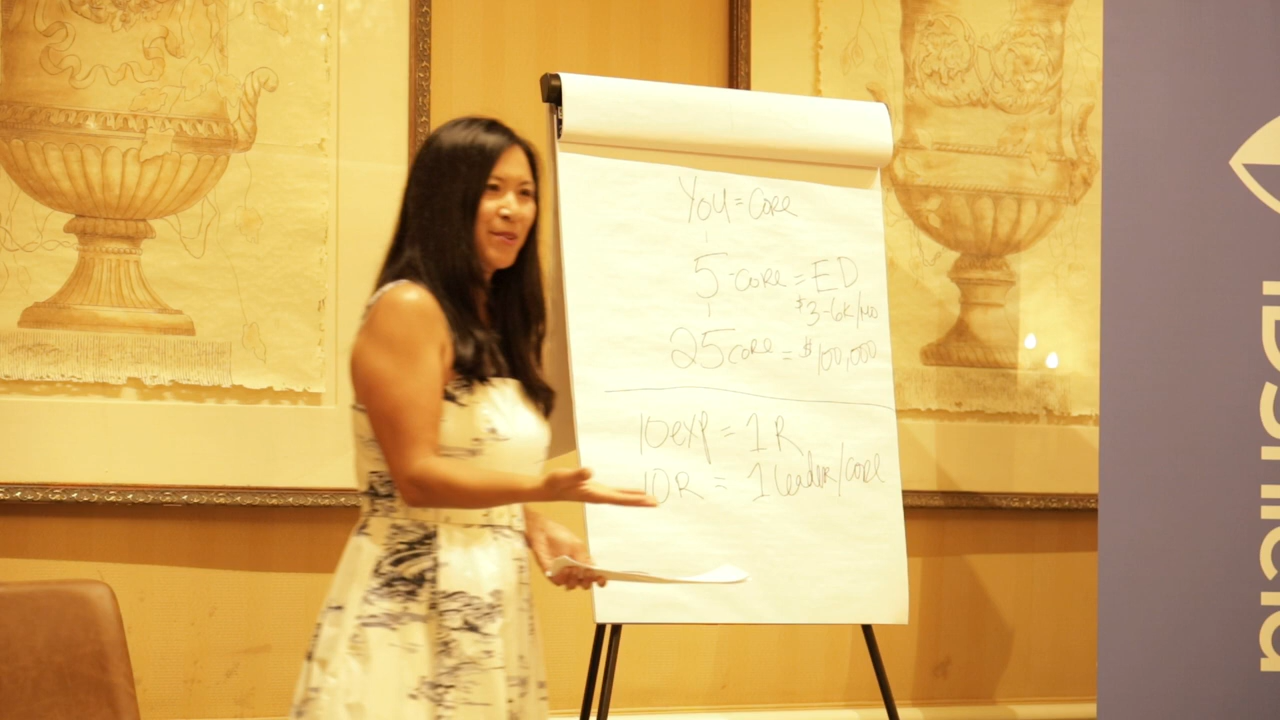 You = Core
5-core = ED
$3-6K/mo
25 core = $100,000
10 exp = 1 R
10 R = 1 leader/core